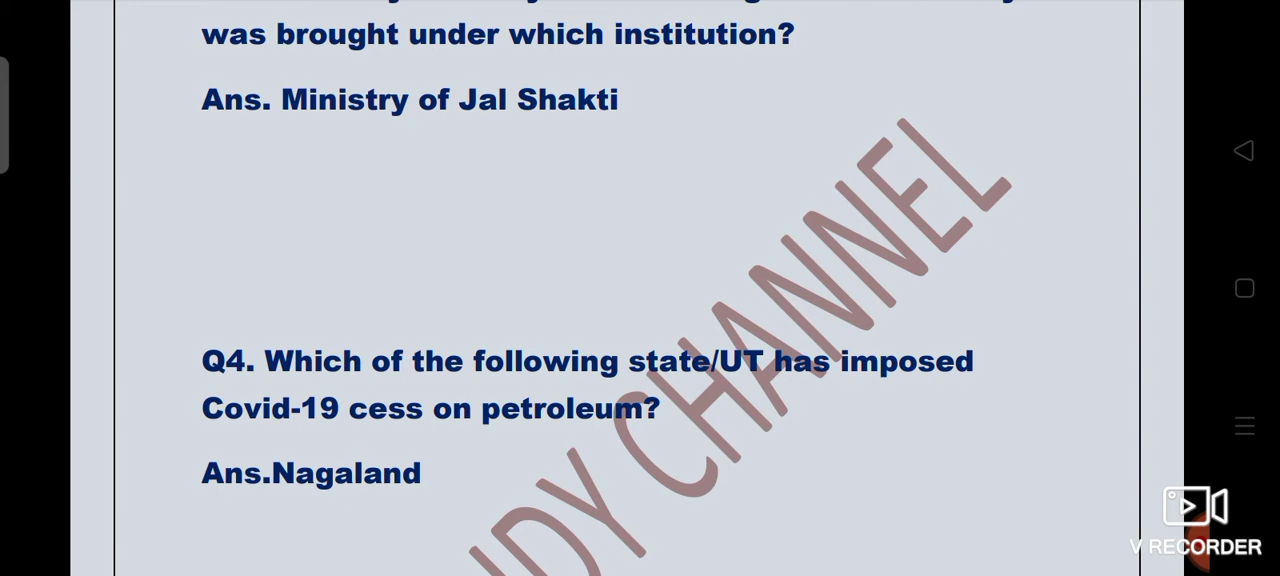 was brought under which institution?
Ans. Ministry of Jal Shakti
Q4. Which of the following state/UT has imposed
Covid-19 cess on petroleum?
Ans.Nagaland
CHANNEL
V RECORDER